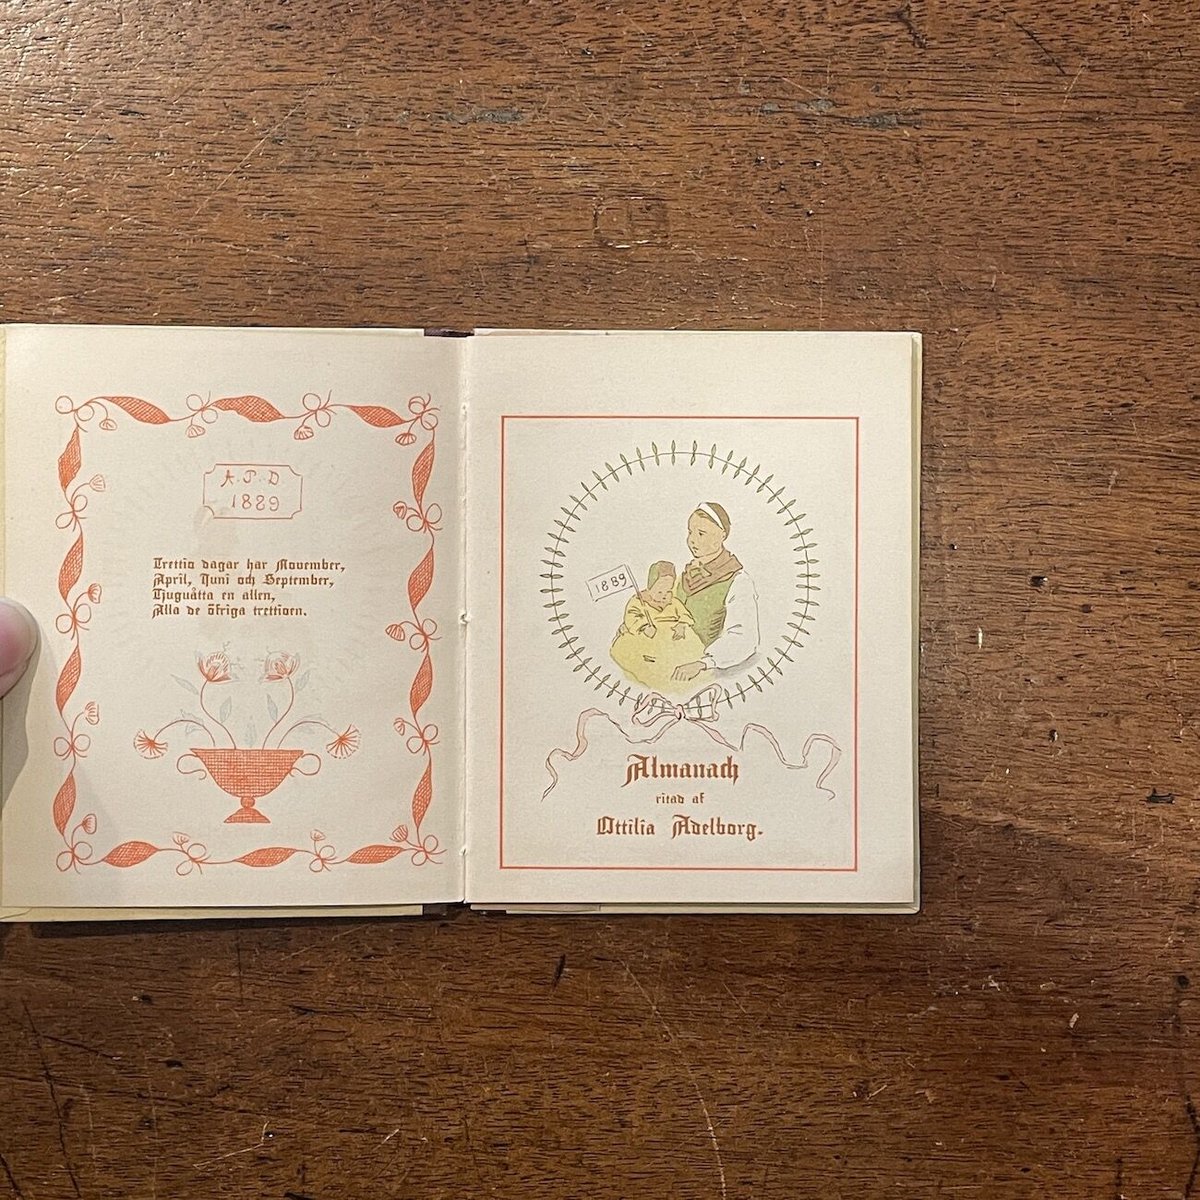 A.P.D
1889
Trettio dagar har November,
April, Juni och September,
Tjuguåtta en allen,
Alla de öfriga trettioen.
1889
Almanach
ritad af
Ottilia Adelborg.